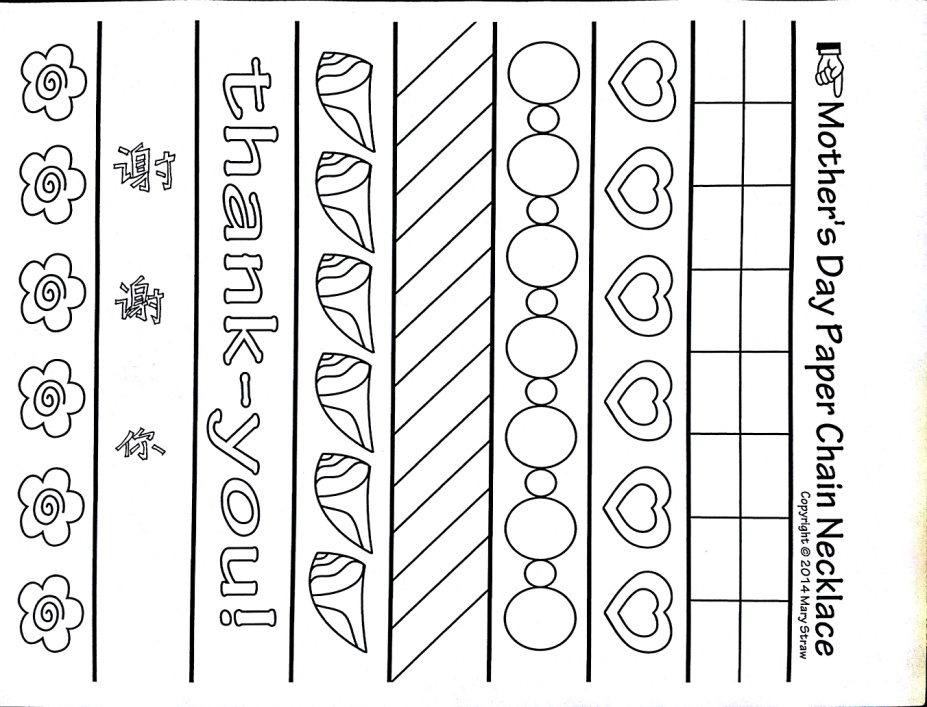 Mother's Day Paper Chain Necklace
Copyright © 2014 Mary Straw
thank-you!
谢 谢 你